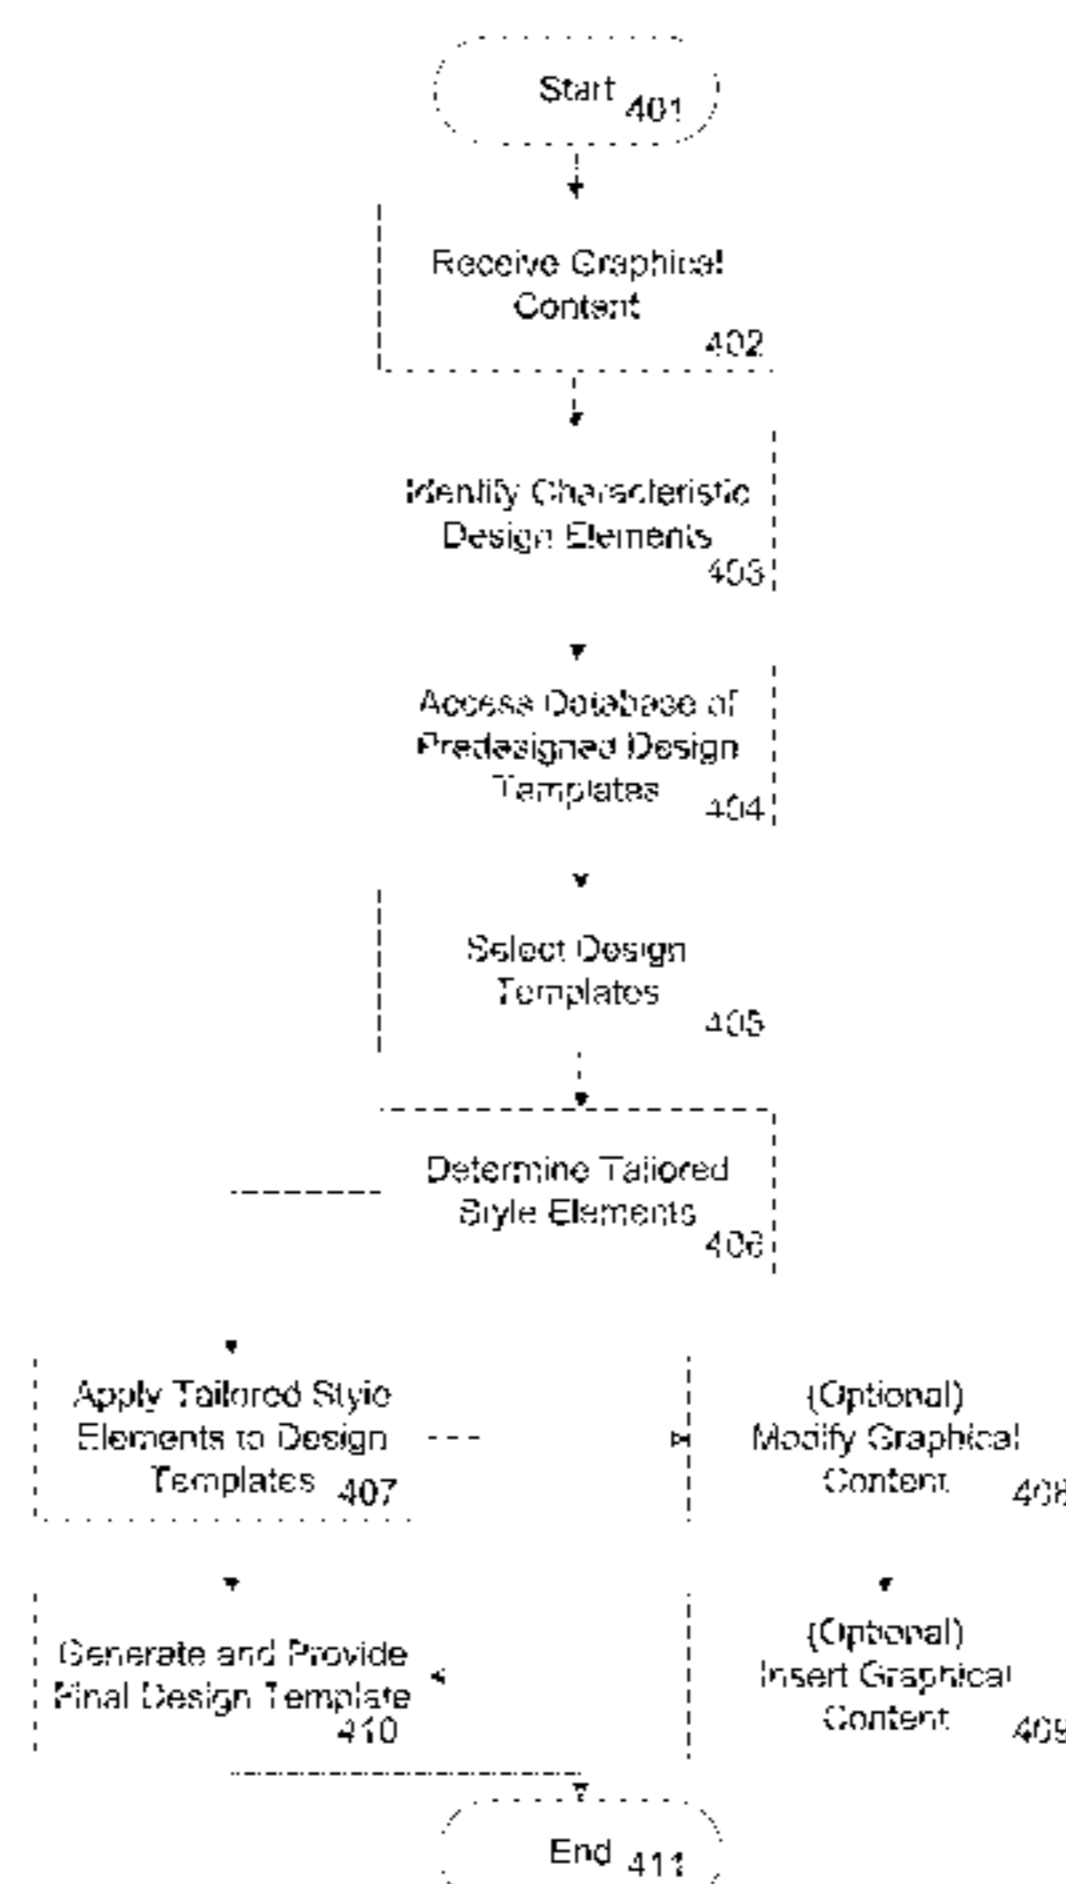 Start
401
Receive Graphical
Content
402
Identify Characteristic
Design Elements
403
Access Database of
Predesigned Design
Templates
404
Select Design
Templates
405
Determine Tailored
Style Elements
406
Apply Tailored Style
Elements to Design
Templates
407
(Optional)
Modify Graphical
Content
408
Generate and Provide
Final Design Template
410
(Optional)
Insert Graphical
Content
409
End
411